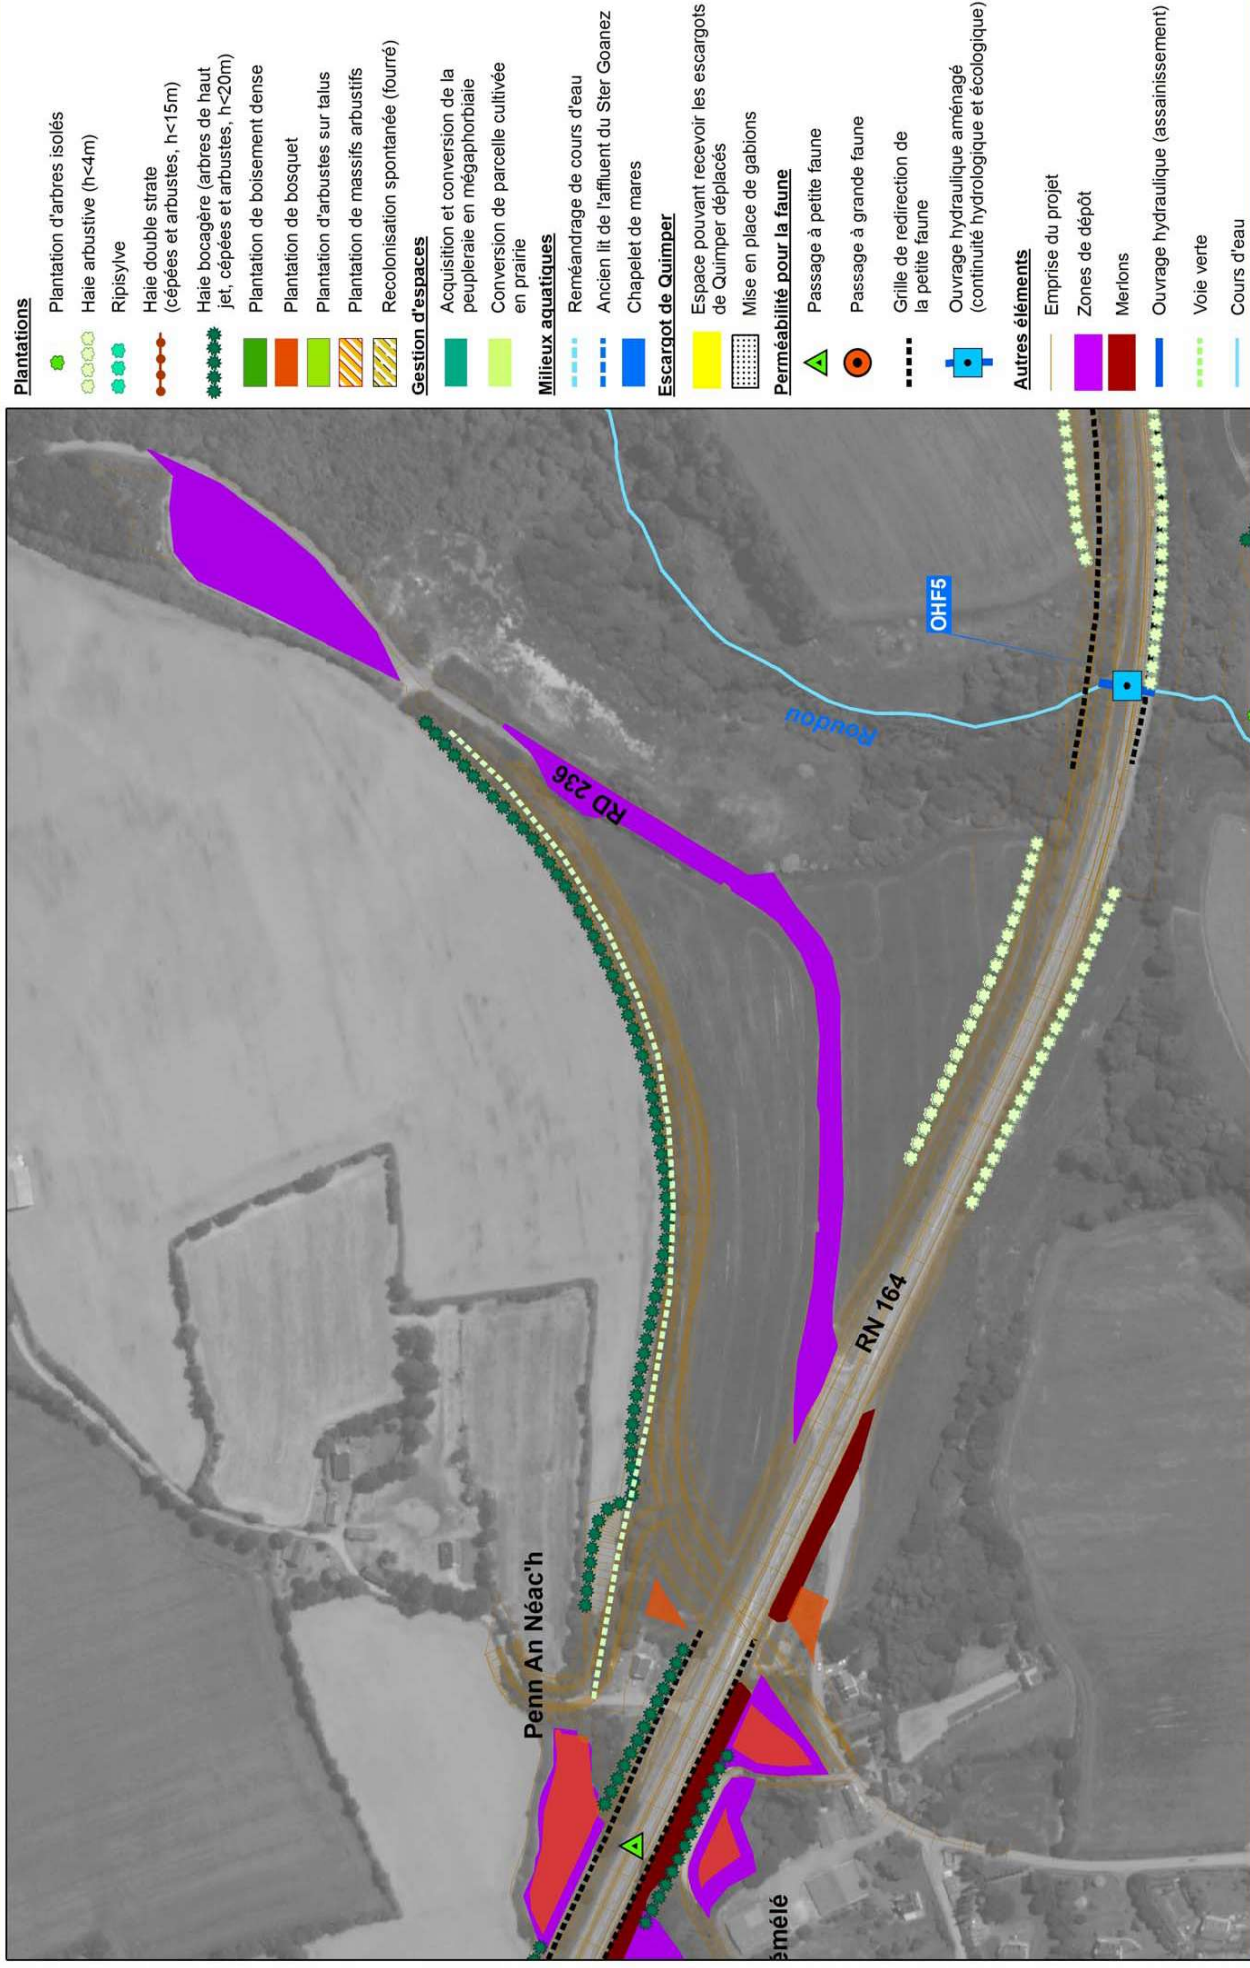 Plantations
Plantation d'arbres isolés
Haie arbustive (h<4m)
Ripisylve
Haie double strate
(cépées et arbustes, h<15m)
Haie bocagère (arbres de haut
jet, cépées et arbustes, h<20m)
Plantation de boisement dense
Plantation de bosquet
Plantation d'arbustes sur talus
Plantation de massifs arbustifs
Recolonisation spontanée (fourré)
Gestion d'espaces
Acquisition et conversion de la
peupleraie en mégaphorbiaie
Conversion de parcelle cultivée
en prairie
Milieux aquatiques
Reméandrage de cours d'eau
Ancien lit de l'affluent du Ster Goanez
Chapelet de mares
Escargot de Quimper
Espace pouvant recevoir les escargots
de Quimper déplacés
Mise en place de gabions
Perméabilité pour la faune
Passage à petite faune
Passage à grande faune
Grille de redirection de
la petite faune
Ouvrage hydraulique aménagé
(continuité hydrologique et écologique)
Autres éléments
Emprise du projet
Zones de dépôt
Merlons
Ouvrage hydraulique (assainissement)
Voie verte
Cours d'eau
Penn An Néac'h
RD 236
Roudou
OHF5
RN 164
émélé